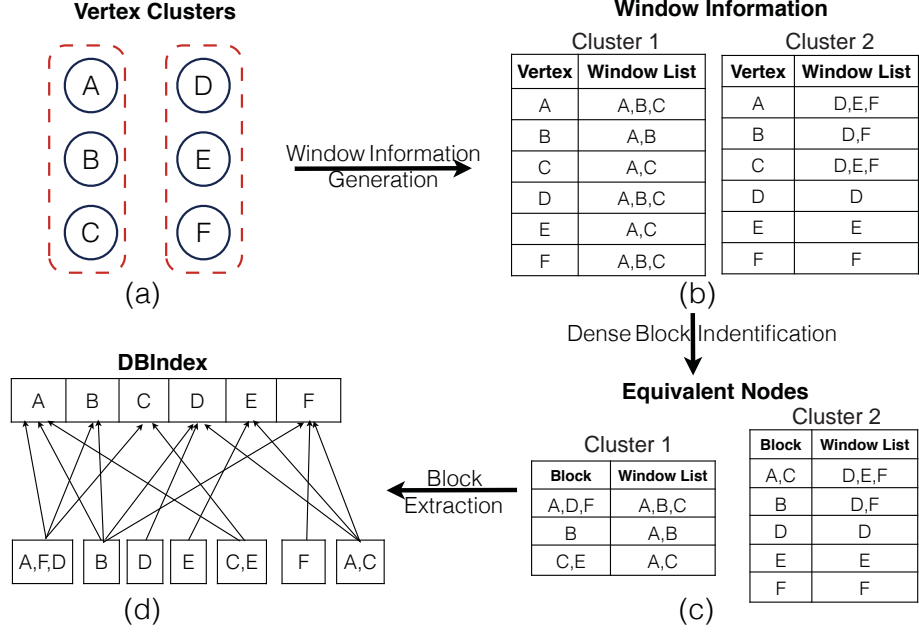 Vertex Clusters
A
D
B
E
C
F
(a)
Window Information
Generation
Window Information
Cluster 1
Vertex Window List
A A,B,C
B A,B
C A,C
D A,B,C
E A,C
F A,B,C
Cluster 2
Vertex Window List
A D,E,F
B D,F
C D,E,F
D D
E E
F F
(b)
Dense Block Indentification
Equivalent Nodes
Cluster 1
Block Window List
A,D,F A,B,C
B A,B
C,E A,C
Cluster 2
Block Window List
A,C D,E,F
B D,F
D D
E E
F F
(c)
Block
Extraction
DBIndex
A B C D E F
A,F,D B D E C,E F A,C
(d)